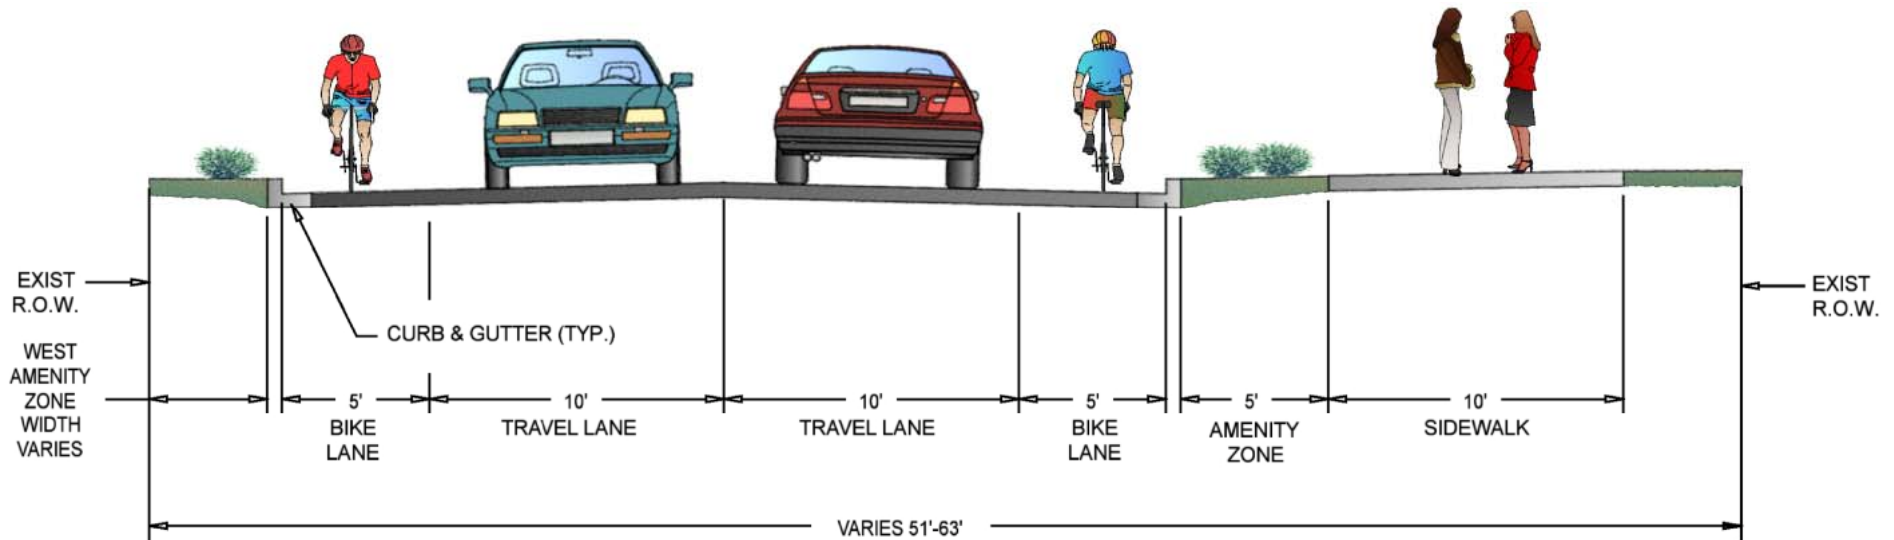 EXIST
R.O.W.
EXIST
R.O.W.
CURB & GUTTER (TYP.)
WEST
AMENITY
ZONE
WIDTH
VARIES
5'
BIKE
LANE
10'
TRAVEL LANE
10'
TRAVEL LANE
5'
BIKE
LANE
5'
AMENITY
ZONE
10'
SIDEWALK
VARIES 51'-63'